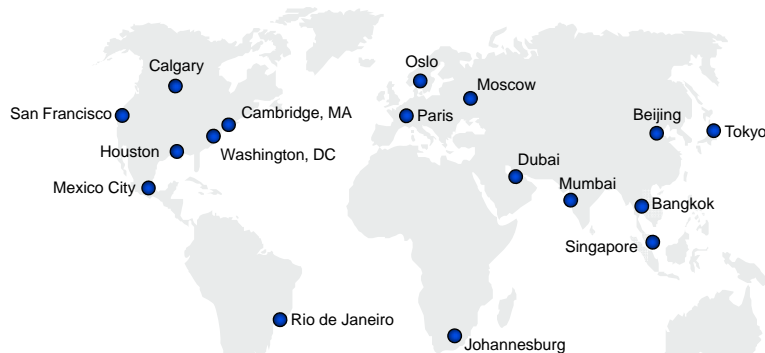 Oslo
Calgary
Moscow
San Francisco
Cambridge, MA
Paris
Beijing
Tokyo
Houston
Washington, DC
Dubai
Mumbai
Mexico City
Bangkok
Singapore
Rio de Janeiro
Johannesburg